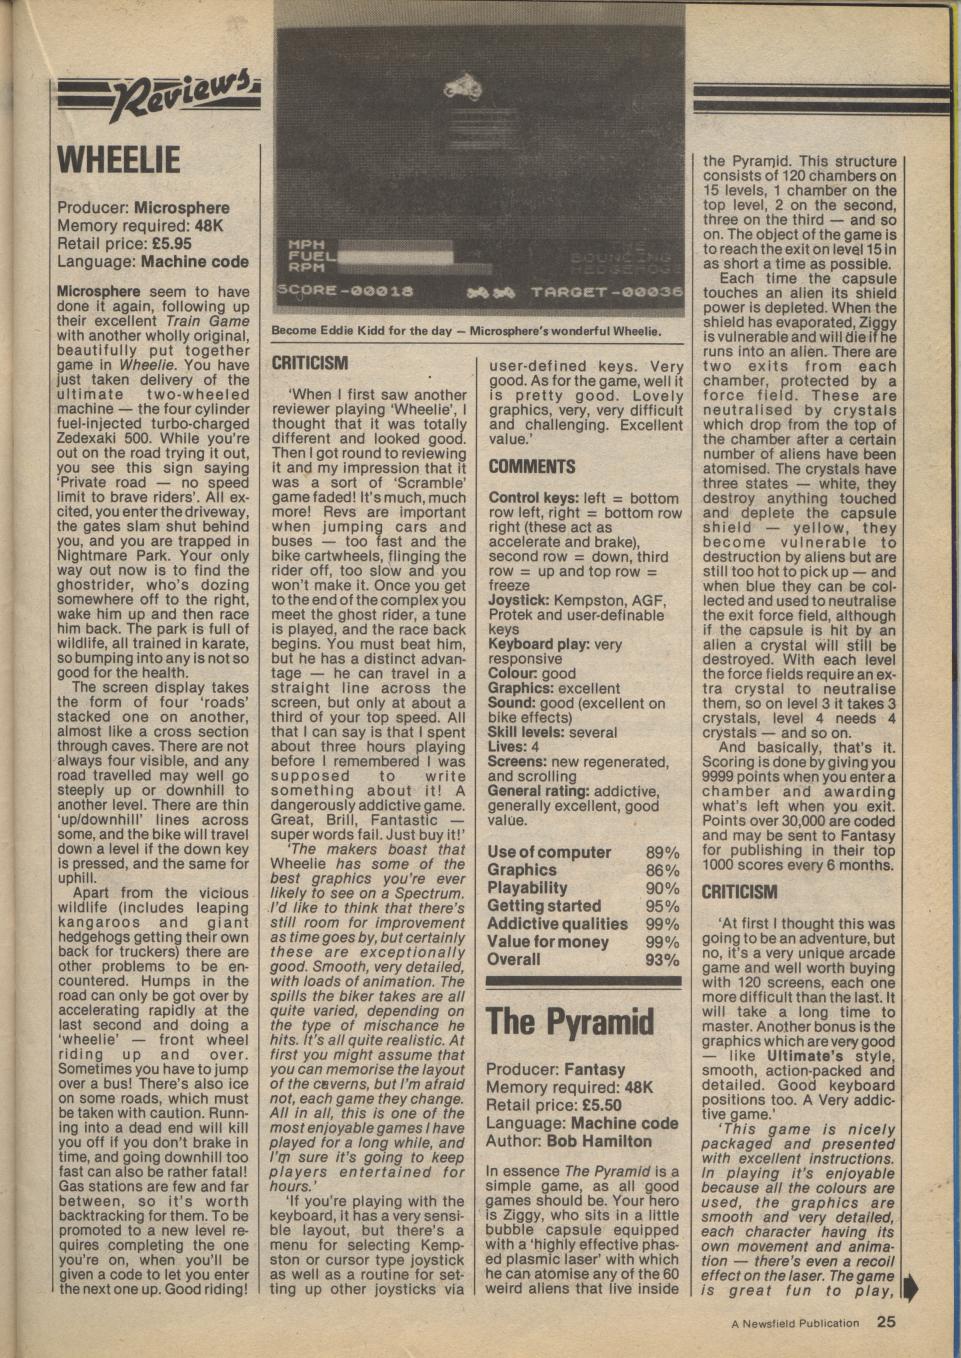 Reviews
WHEELIE
Producer: Microsphere
Memory required: 48K
Retail price: £5.95
Language: Machine code
Microsphere seem to have
done it again, following up
their excellent Train Game
with another wholly original,
beautifully put together
game in Wheelie. You have
just taken delivery of the
ultimate two-wheeled
machine — the four cylinder
fuel-injected turbo-charged
Zedexaki 500. While you're
out on the road trying it out,
you see this sign saying
'Private road — no speed
limit to brave riders'. All ex-
cited, you enter the driveway,
the gates slam shut behind
you, and you are trapped in
Nightmare Park. Your only
way out now is to find the
ghostrider, who's dozing
somewhere off to the right,
wake him up and then race
him back. The park is full of
wildlife, all trained in karate,
so bumping into any is not so
good for the health.
The screen display takes
the form of four 'roads'
stacked one on another,
almost like a cross section
through caves. There are not
always four visible, and any
road travelled may well go
steeply up or downhill to
another level. There are thin
'up/downhill' lines across
some, and the bike will travel
down a level if the down key
is pressed, and the same for
uphill.
Apart from the vicious
wildlife (includes leaping
kangaroos and giant
hedgehogs getting their own
back for truckers) there are
other problems to be en-
countered. Humps in the
road can only be got over by
accelerating rapidly at the
last second and doing a
'wheelie' — front wheel
riding up and over.
Sometimes you have to jump
over a bus! There's also ice
on some roads, which must
be taken with caution. Runn-
ing into a dead end will kill
you off if you don't brake in
time, and going downhill too
fast can also be rather fatal!
Gas stations are few and far
between, so it's worth
backtracking for them. To be
promoted to a new level re-
quires completing the one
you're on, when you'll be
given a code to let you enter
the next one up. Good riding!
MPH
FUEL
RPM
THE
BOUNCING
HEDGEHOGS
SCORE-00018
TARGET-00036
Become Eddie Kidd for the day — Microsphere's wonderful Wheelie.
CRITICISM
'When I first saw another
reviewer playing 'Wheelie', I
thought that it was totally
different and looked good.
Then I got round to reviewing
it and my impression that it
was a sort of 'Scramble'
game faded! It's much, much
more! Revs are important
when jumping cars and
buses — too fast and the
bike cartwheels, flinging the
rider off, too slow and you
won't make it. Once you get
to the end of the complex you
meet the ghost rider, a tune
is played, and the race back
begins. You must beat him,
but he has a distinct advan-
tage — he can travel in a
straight line across the
screen, but only at about a
third of your top speed. All
that I can say is that I spent
about three hours playing
before I remembered I was
supposed to write
something about it! A
dangerously addictive game.
Great, Brill, Fantastic —
super words fail. Just buy it!'
'The makers boast that
Wheelie has some of the
best graphics you're ever
likely to see on a Spectrum.
I'd like to think that there's
still room for improvement
as time goes by, but certainly
these are exceptionally
good. Smooth, very detailed,
with loads of animation. The
spills the biker takes are all
quite varied, depending on
the type of mischance he
hits. It's all quite realistic. At
first you might assume that
you can memorise the layout
of the caverns, but I'm afraid
not, each game they change.
All in all, this is one of the
most enjoyable games I have
played for a long while, and
I'm sure it's going to keep
players entertained for
hours.'
'If you're playing with the
keyboard, it has a very sensi-
ble layout, but there's a
menu for selecting Kemp-
ston or cursor type joystick
as well as a routine for set-
ting up other joysticks via
user-defined keys. Very
good. As for the game, well it
is pretty good. Lovely
graphics, very, very difficult
and challenging. Excellent
value.'
COMMENTS
Control keys: left = bottom
row left, right = bottom row
right (these act as
accelerate and brake),
second row = down, third
row = up and top row =
freeze
Joystick: Kempston, AGF,
Protek and user-definable
keys
Keyboard play: very
responsive
Colour: good
Graphics: excellent
Sound: good (excellent on
bike effects)
Skill levels: several
Lives: 4
Screens: new regenerated,
and scrolling
General rating: addictive,
generally excellent, good
value.
Use of computer 89%
Graphics 86%
Playability 90%
Getting started 95%
Addictive qualities 99%
Value for money 99%
Overall 93%
The Pyramid
Producer: Fantasy
Memory required: 48K
Retail price: £5.50
Language: Machine code
Author: Bob Hamilton
In essence The Pyramid is a
simple game, as all good
games should be. Your hero
is Ziggy, who sits in a little
bubble capsule equipped
with a 'highly effective phas-
ed plasmic laser' with which
he can atomise any of the 60
weird aliens that live inside
the Pyramid. This structure
consists of 120 chambers on
15 levels, 1 chamber on the
top level, 2 on the second,
three on the third — and so
on. The object of the game is
to reach the exit on level 15 in
as short a time as possible.
Each time the capsule
touches an alien its shield
power is depleted. When the
shield has evaporated, Ziggy
is vulnerable and will die if he
runs into an alien. There are
two exits from each
chamber, protected by a
force field. These are
neutralised by crystals
which drop from the top of
the chamber after a certain
number of aliens have been
atomised. The crystals have
three states — white, they
destroy anything touched
and deplete the capsule
shield — yellow, they
become vulnerable to
destruction by aliens but are
still too hot to pick up — and
when blue they can be col-
lected and used to neutralise
the exit force field, although
if the capsule is hit by an
alien a crystal will still be
destroyed. With each level
the force fields require an ex-
tra crystal to neutralise
them, so on level 3 it takes 3
crystals, level 4 needs 4
crystals — and so on.
And basically, that's it.
Scoring is done by giving you
9999 points when you enter a
chamber and awarding
what's left when you exit.
Points over 30,000 are coded
and may be sent to Fantasy
for publishing in their top
1000 scores every 6 months.
CRITICISM
'At first I thought this was
going to be an adventure, but
no, it's a very unique arcade
game and well worth buying
with 120 screens, each one
more difficult than the last. It
will take a long time to
master. Another bonus is the
graphics which are very good
— like Ultimate's style,
smooth, action-packed and
detailed. Good keyboard
positions too. A Very addic-
tive game.'
'This game is nicely
packaged and presented
with excellent instructions.
In playing it's enjoyable
because all the colours are
used, the graphics are
smooth and very detailed,
each character having its
own movement and anima-
tion — there's even a recoil
effect on the laser. The game
is great fun to play,
A Newsfield Publication 25